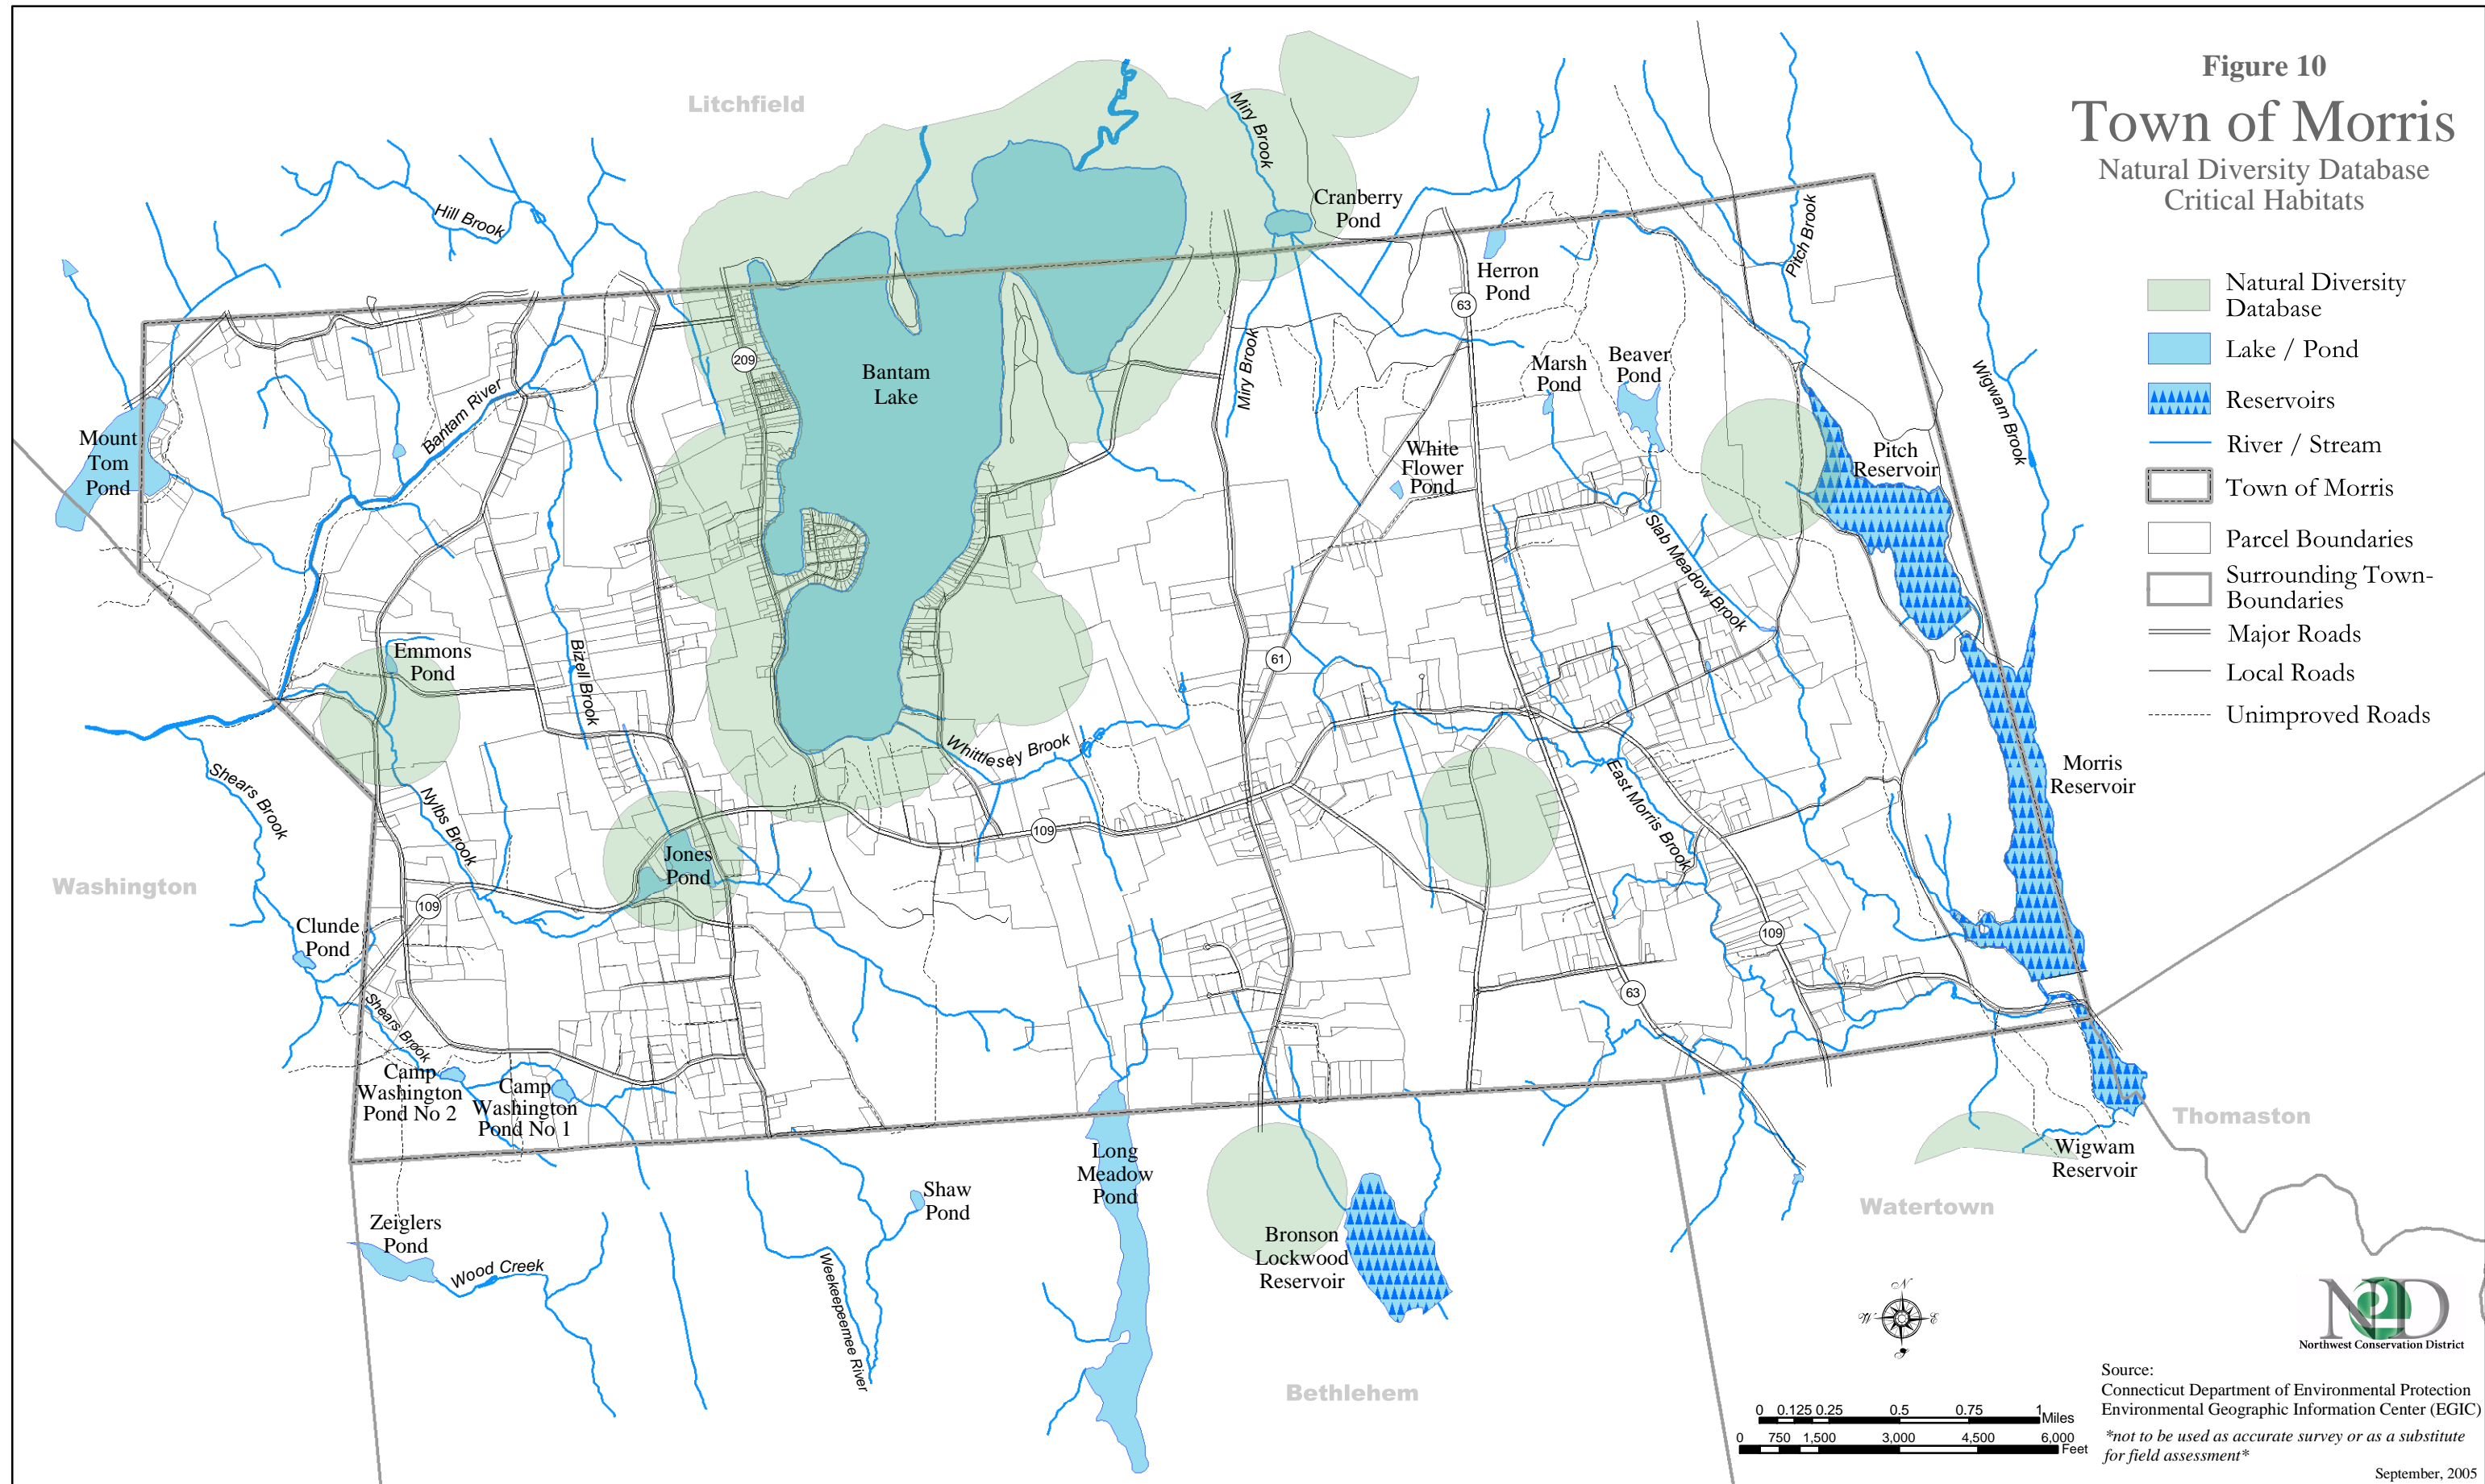 Figure 10
Town of Morris
Natural Diversity Database
Critical Habitats
Natural Diversity
Database
Lake / Pond
Reservoirs
River / Stream
Town of Morris
Parcel Boundaries
Surrounding Town-
Boundaries
Major Roads
Local Roads
Unimproved Roads
Litchfield
Miry Brook
Cranberry
Pond
Hill Brook
Pitch Brook
Herron
Pond
63
209
Bantam
Lake
Miry Brook
Marsh
Pond
Beaver
Pond
Wigwam Brook
Bantam River
Mount
Tom
Pond
White
Flower
Pond
Pitch
Reservoir
Slab Meadow Brook
Emmons
Pond
Bizell Brook
61
Whittlesey Brook
Morris
Reservoir
Shears Brook
Nylbs Brook
East Morris Brook
109
Jones
Pond
Washington
109
Clunde
Pond
109
63
Shears Brook
Camp
Washington
Pond No 2
Camp
Washington
Pond No 1
Thomaston
Long
Meadow
Pond
Wigwam
Reservoir
Shaw
Pond
Watertown
Zeiglers
Pond
Wood Creek
Weekeepeemee River
Bronson
Lockwood
Reservoir
Bethlehem
N
W
E
S
NCD
Northwest Conservation District
0 0.125 0.25 0.5 0.75 1
Miles
0 750 1,500 3,000 4,500 6,000
Feet
Source:
Connecticut Department of Environmental Protection
Environmental Geographic Information Center (EGIC)
*not to be used as accurate survey or as a substitute
for field assessment*
September, 2005